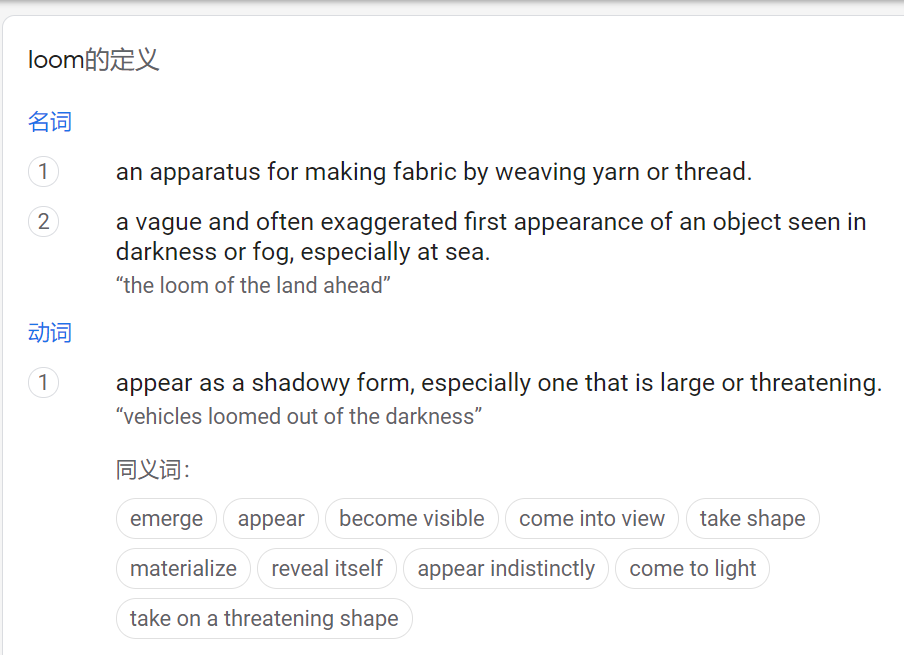 loom的定义
名词
1 an apparatus for making fabric by weaving yarn or thread.
2 a vague and often exaggerated first appearance of an object seen in
darkness or fog, especially at sea.
“the loom of the land ahead”
动词
1 appear as a shadowy form, especially one that is large or threatening.
“vehicles loomed out of the darkness”
同义词：
emerge appear become visible come into view take shape
materialize reveal itself appear indistinctly come to light
take on a threatening shape